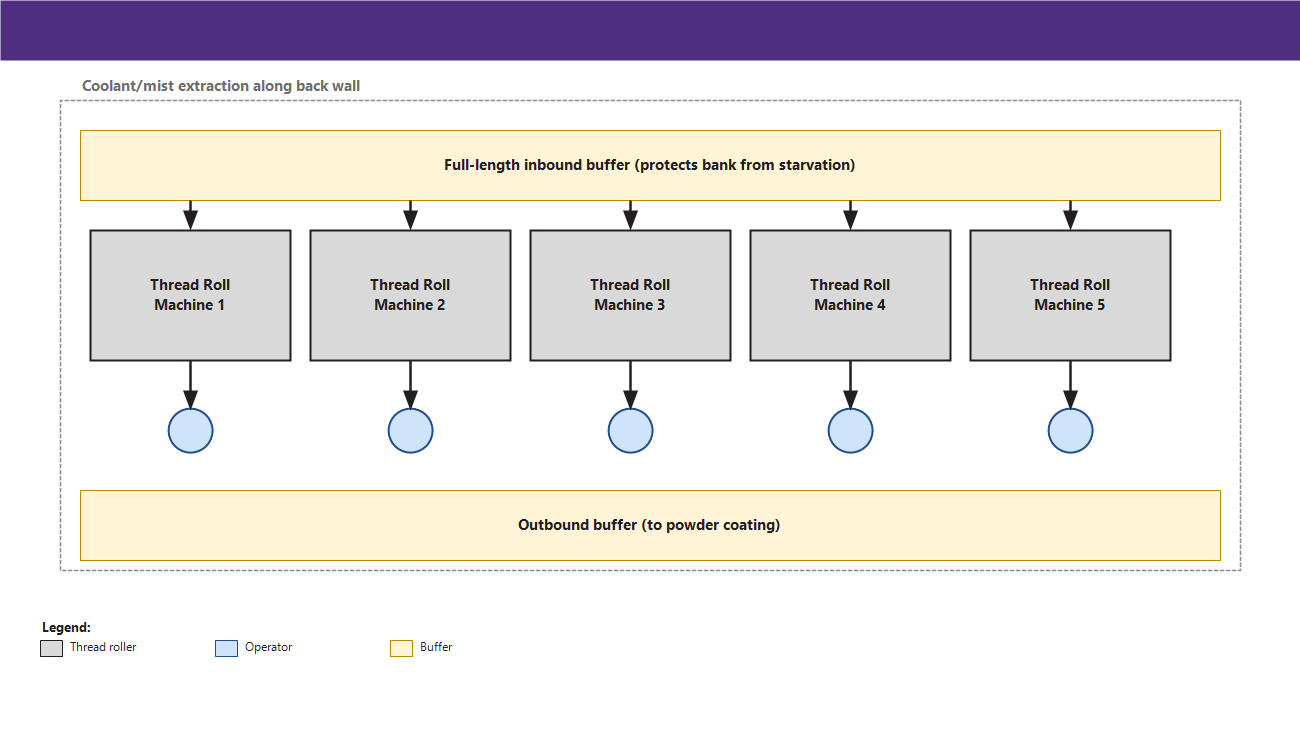 Coolant/mist extraction along back wall
Full-length inbound buffer (protects bank from starvation)
Thread Roll
Machine 1
Thread Roll
Machine 2
Thread Roll
Machine 3
Thread Roll
Machine 4
Thread Roll
Machine 5
Outbound buffer (to powder coating)
Legend:
Thread roller
Operator
Buffer